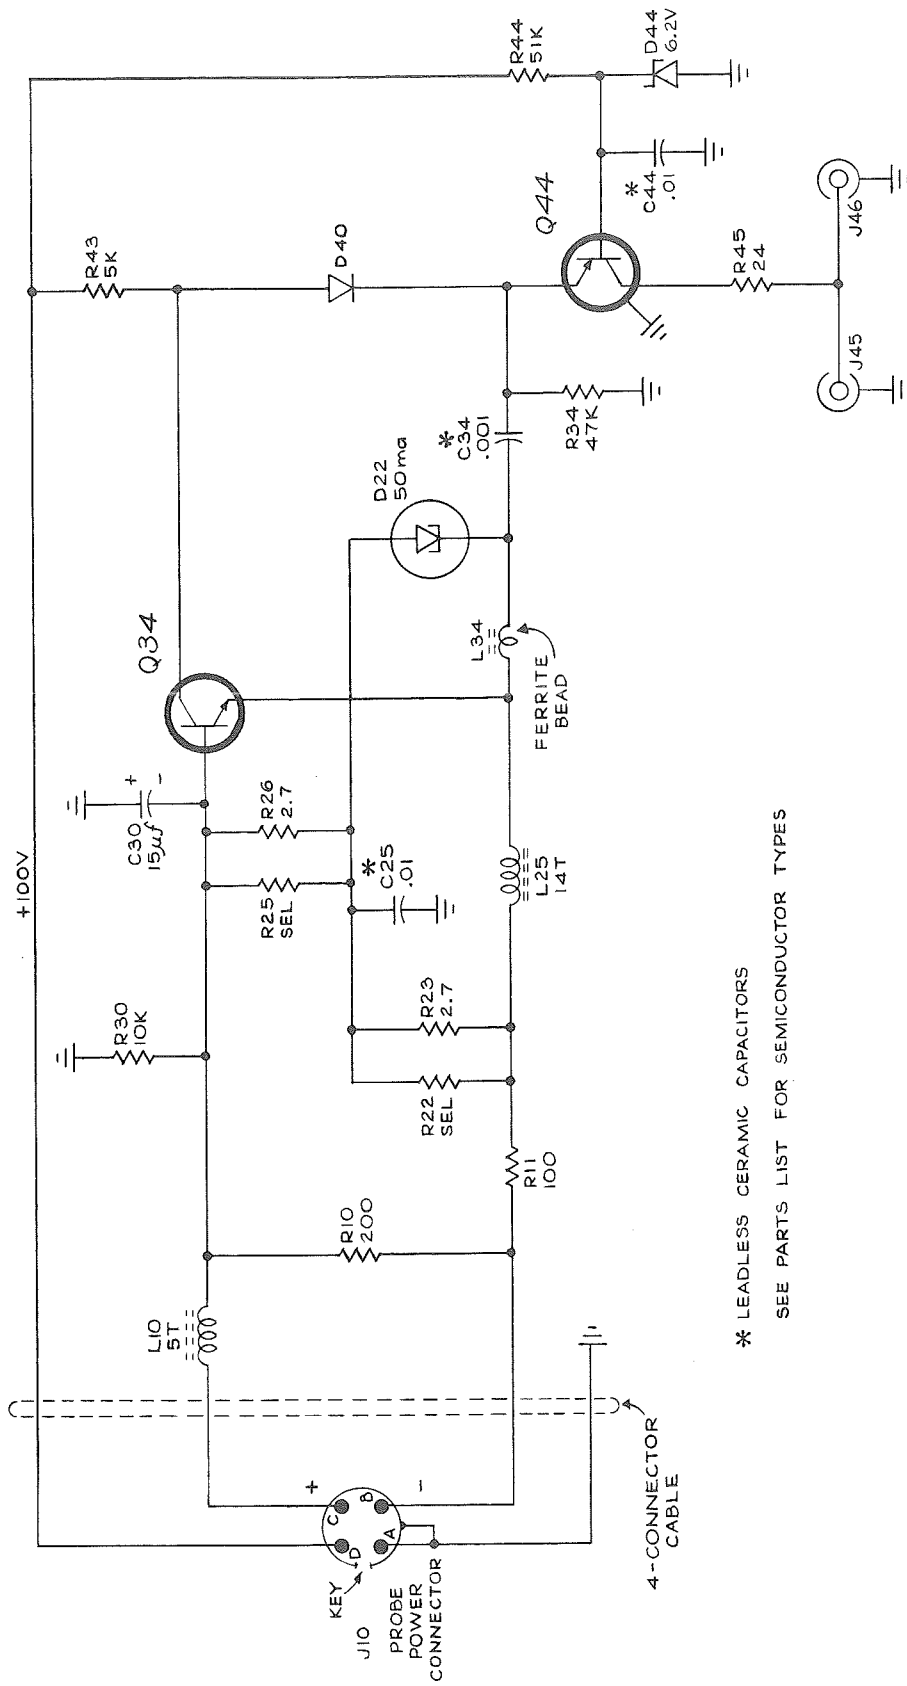 +100V
R43
5K
R44
51K
D44
6.2V
Q34
D40
Q44
*
C44
.01
C30
15µf
+
-
R30
10K
R26
2.7
R25
SEL
*
C25
.01
D22
50ma
*
C34
.001
R34
47K
R45
24
J46
J45
L10
5T
R10
200
R23
2.7
R22
SEL
R11
100
L25
14T
L34
FERRITE
BEAD
+
-
C
B
D
A
KEY
J10
PROBE
POWER
CONNECTOR
4-CONNECTOR
CABLE
* LEADLESS CERAMIC CAPACITORS
SEE PARTS LIST FOR SEMICONDUCTOR TYPES